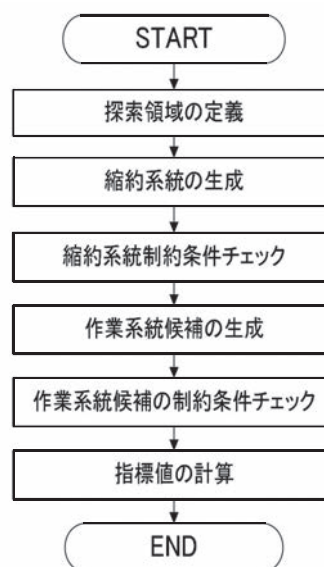 START
探索領域の定義
縮約系統の生成
縮約系統制約条件チェック
作業系統候補の生成
作業系統候補の制約条件チェック
指標値の計算
END